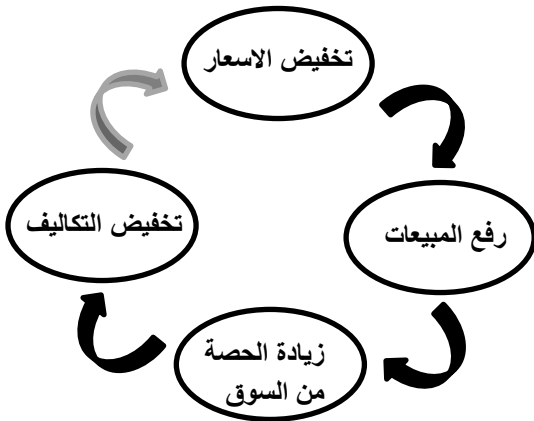 تخفيض الاسعار
رفع المبيعات
زيادة الحصة
من السوق
تخفيض التكاليف